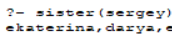 ?- sister(sergey)
ekaterina,darya,e